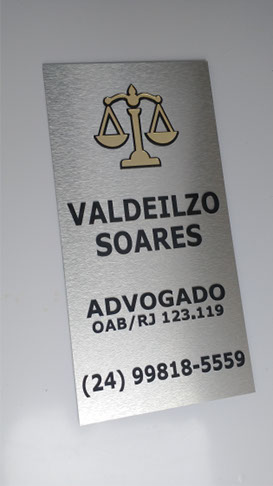 VALDEILZO
SOARES
ADVOGADO
OAB/RJ 123.119
(24) 99818-5559